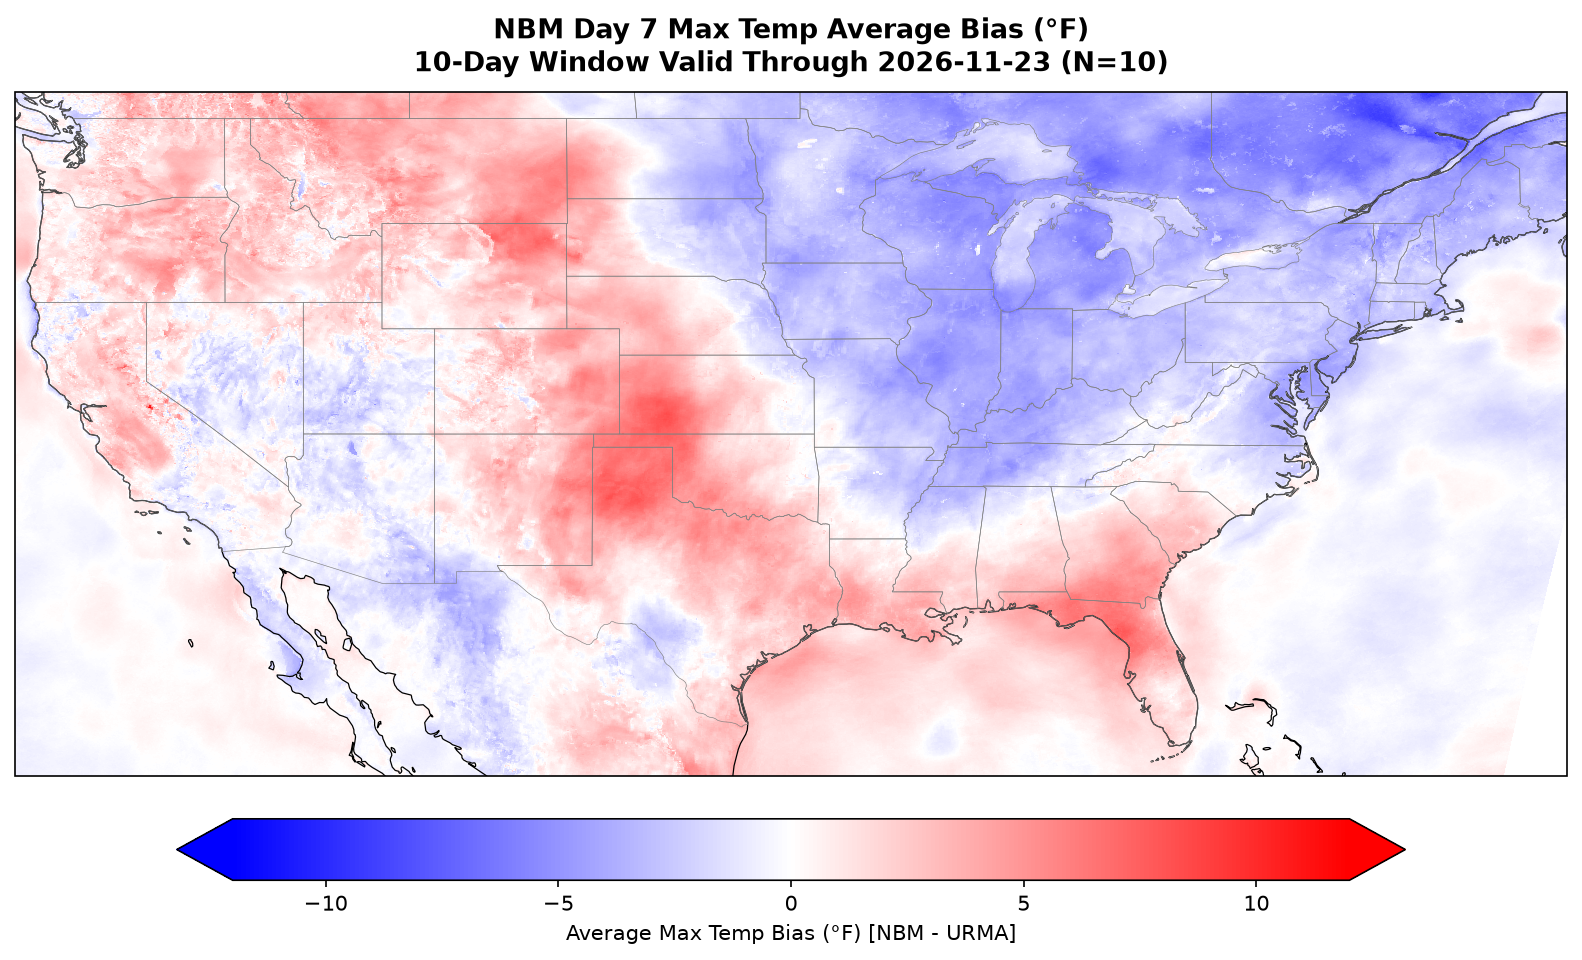 NBM Day 7 Max Temp Average Bias (°F)
10-Day Window Valid Through 2026-11-23 (N=10)
−10 −5 0 5 10
Average Max Temp Bias (°F) [NBM - URMA]